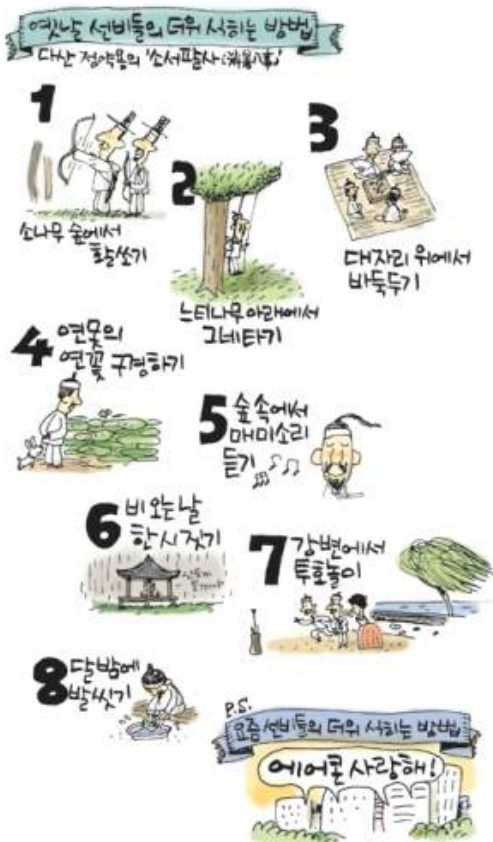 옛날 선비들의 더위 식히는 방법
다산 정약용의 '소서팔사(消暑八事)'
1
소나무 숲에서
활쏘기
2
느티나무 아래에서
그네타기
3
대자리 위에서
바둑두기
4 연못의
연꽃 구경하기
5 숲 속에서
매미소리
듣기
6 비오는날
한시짓기
7 강변에서
투호놀이
8 달밤에
발씻기
P.S.
요즘 선비들의 더위 식히는 방법
에어콘 사랑해!